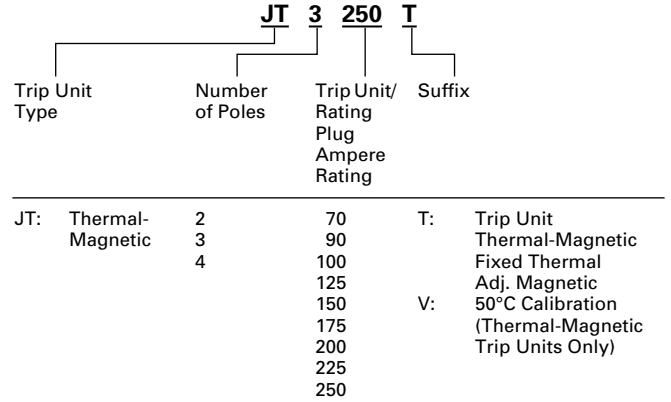 JT 3 250 T
Trip Unit Type
Number of Poles
Trip Unit/ Rating Plug Ampere Rating
Suffix
JT: Thermal- 2 70 T: Trip Unit
Magnetic 3 90 Thermal-Magnetic
4 100 Fixed Thermal
125 Adj. Magnetic
150 V: 50°C Calibration
175 (Thermal-Magnetic
200 Trip Units Only)
225
250